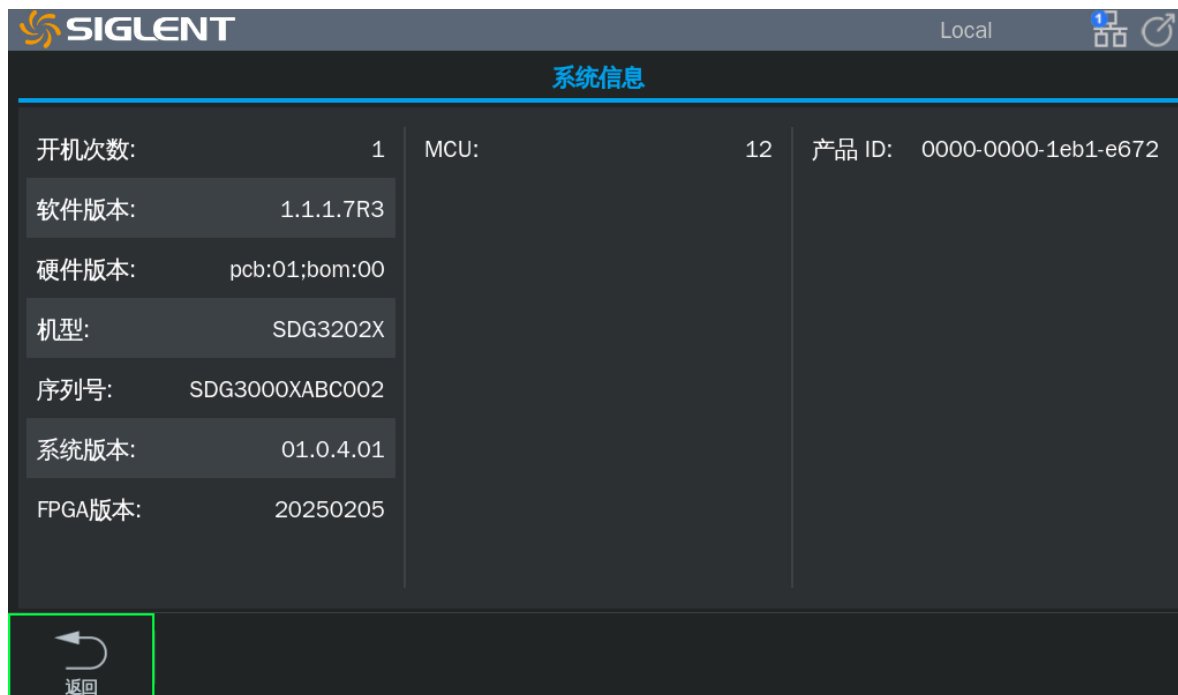 SIGLENT
Local
1
系统信息
开机次数: 1
软件版本: 1.1.1.7R3
硬件版本: pcb:01;bom:00
机型: SDG3202X
序列号: SDG3000XABC002
系统版本: 01.0.4.01
FPGA版本: 20250205
MCU: 12
产品 ID: 0000-0000-1eb1-e672
返回